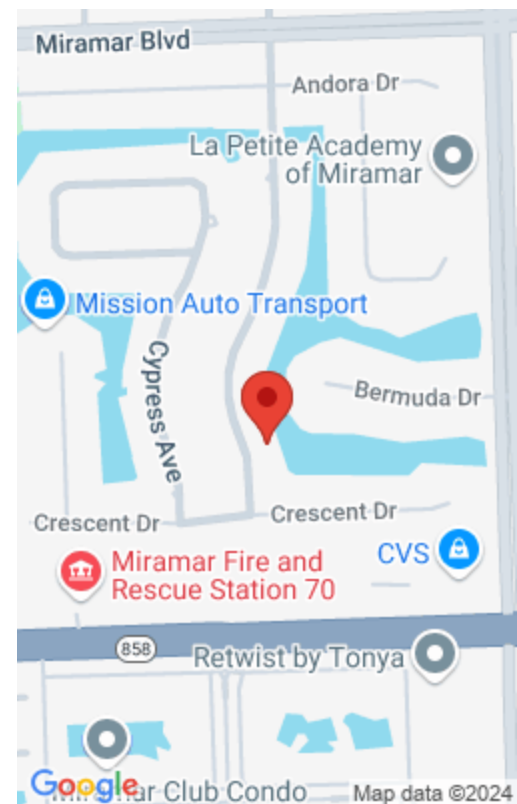 Miramar Blvd
Andora Dr
La Petite Academy
of Miramar
Mission Auto Transport
Cypress Ave
Bermuda Dr
Crescent Dr
Crescent Dr
CVS
Miramar Fire and
Rescue Station 70
858
Retwist by Tonya
Miramar Club Condo
Google
Map data ©2024